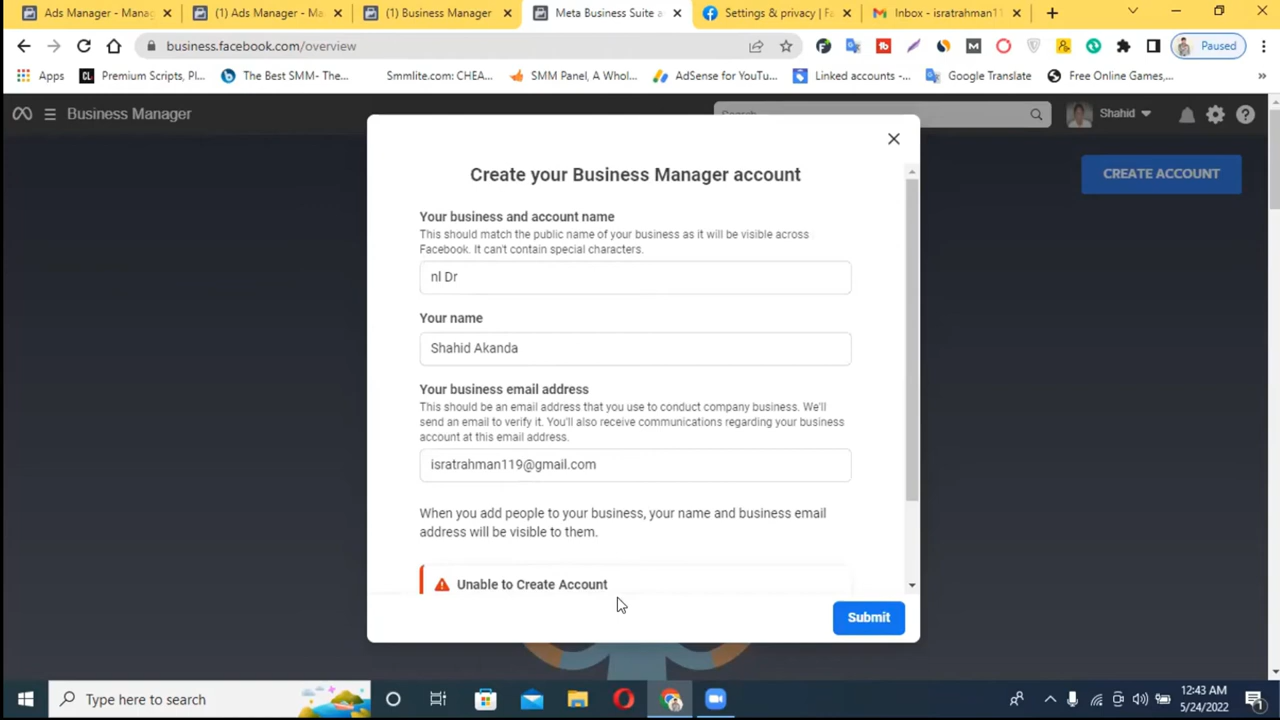 Ads Manager - Manag
(1) Ads Manager - Ma
(1) Business Manager
Meta Business Suite a
Settings & privacy | Fa
Inbox - isratrahman11
business.facebook.com/overview
Paused
Apps
Premium Scripts, Pl...
The Best SMM- The...
Smmlite.com: CHEA...
SMM Panel, A Whol...
AdSense for YouTu...
Linked accounts -...
Google Translate
Free Online Games,...
Business Manager
Shahid
CREATE ACCOUNT
Create your Business Manager account
Your business and account name
This should match the public name of your business as it will be visible across
Facebook. It can't contain special characters.
nl Dr
Your name
Shahid Akanda
Your business email address
This should be an email address that you use to conduct company business. We'll
send an email to verify it. You'll also receive communications regarding your business
account at this email address.
isratrahman119@gmail.com
When you add people to your business, your name and business email
address will be visible to them.
Unable to Create Account
Submit
Type here to search
12:43 AM
5/24/2022